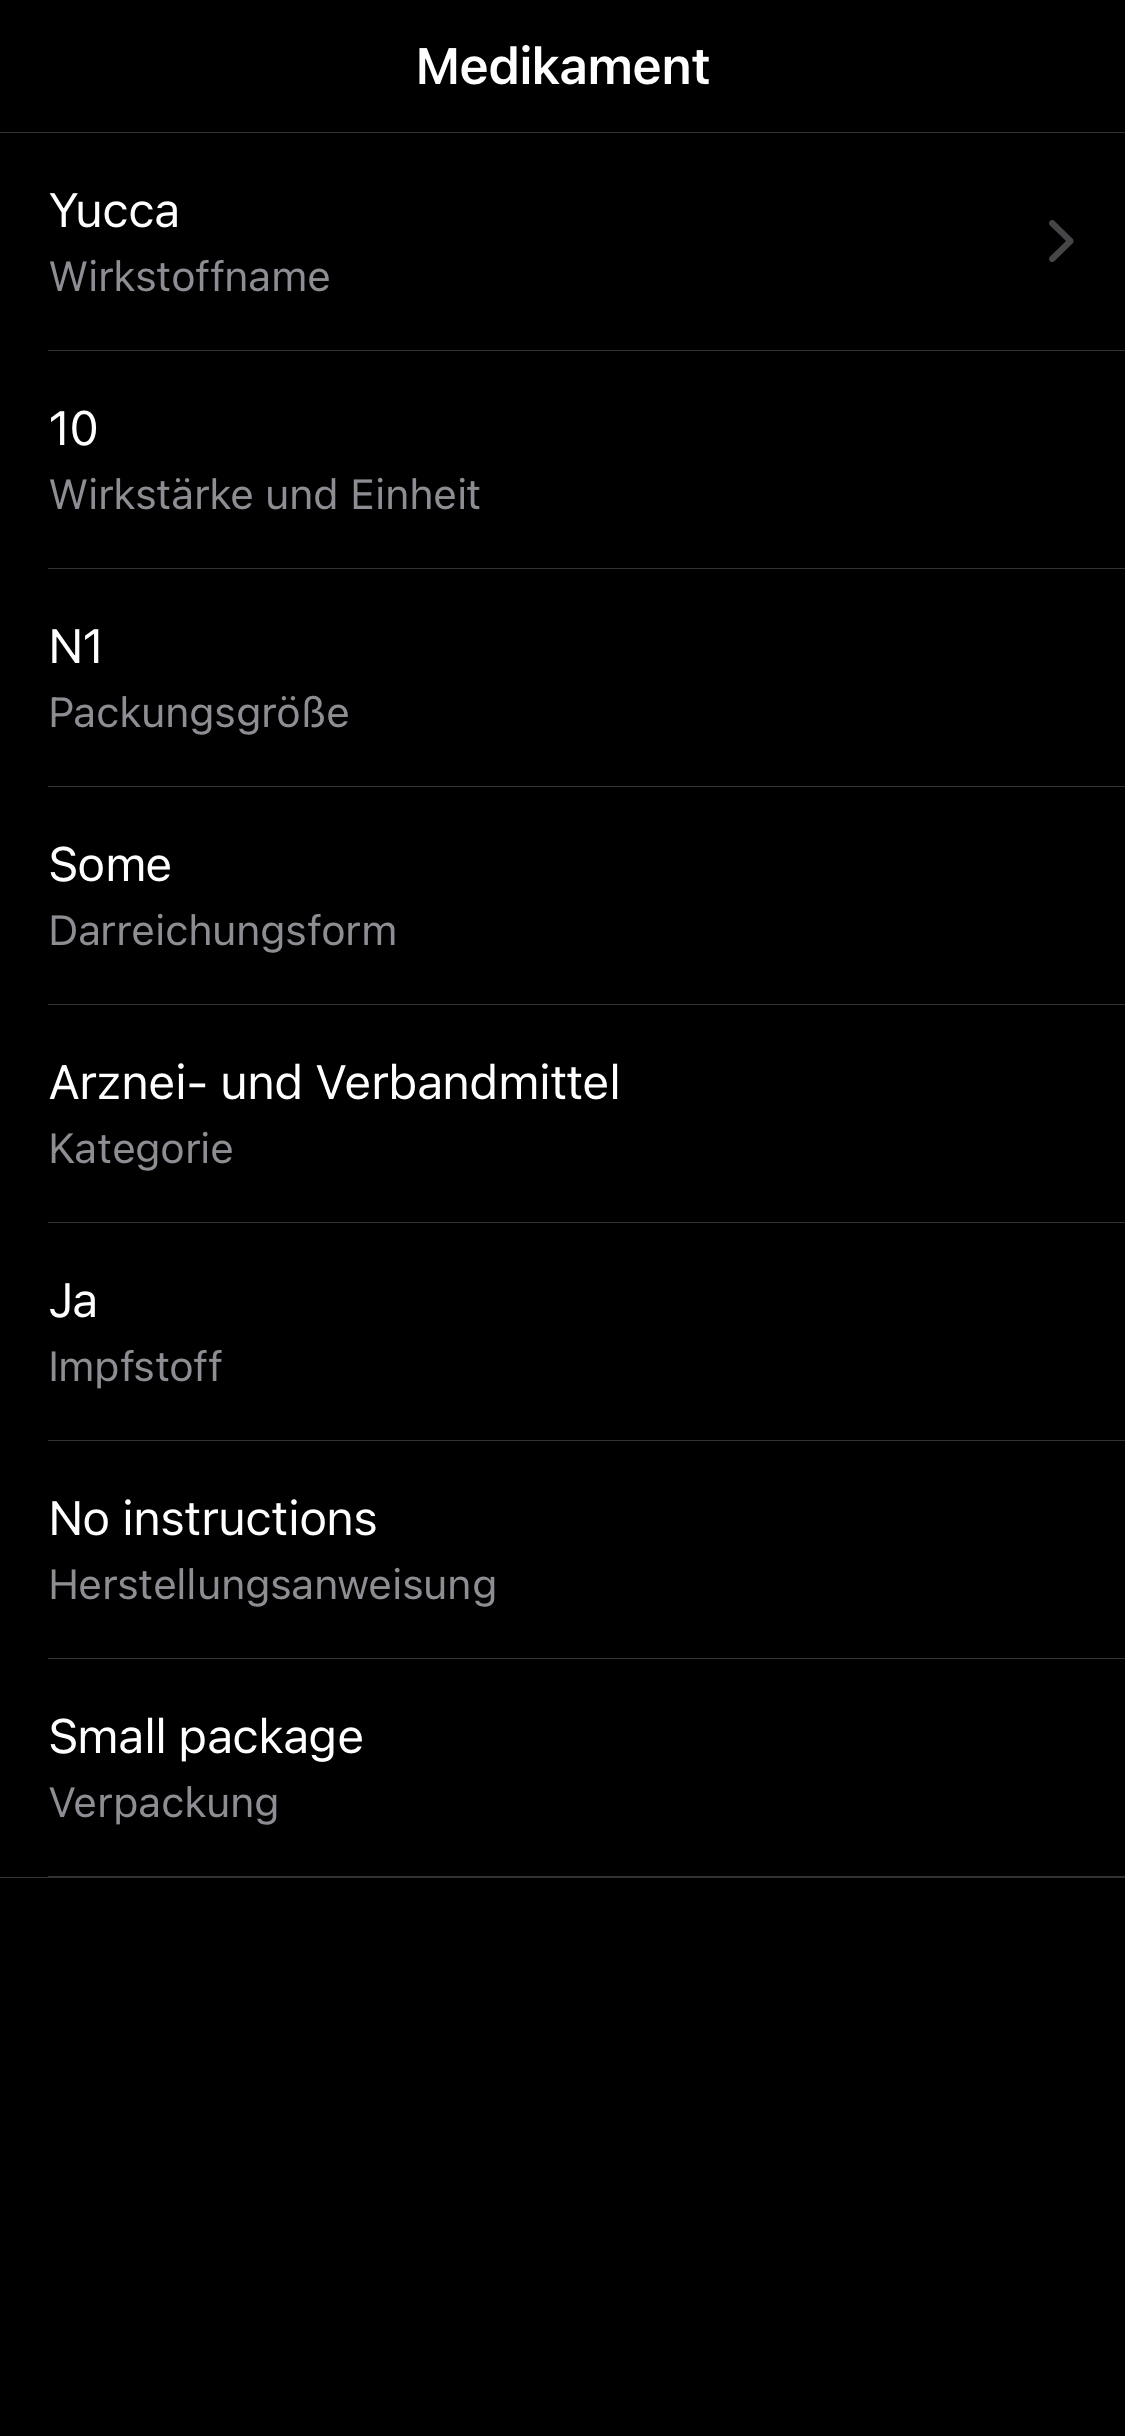 Medikament
Yucca
Wirkstoffname
10
Wirkstärke und Einheit
N1
Packungsgröße
Some
Darreichungsform
Arznei- und Verbandmittel
Kategorie
Ja
Impfstoff
No instructions
Herstellungsanweisung
Small package
Verpackung